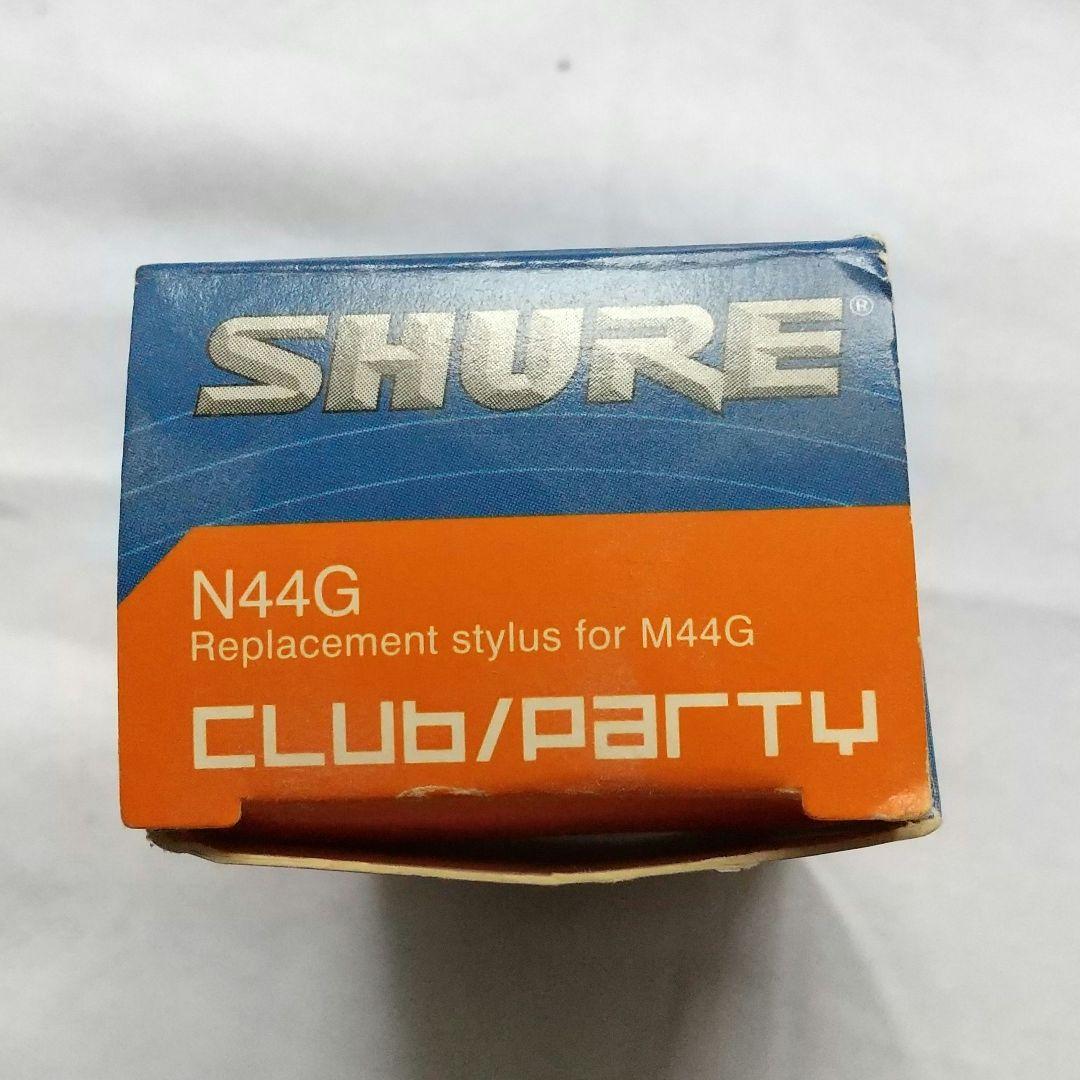 SHURE®
N44G
Replacement stylus for M44G
CLUb/PARTY